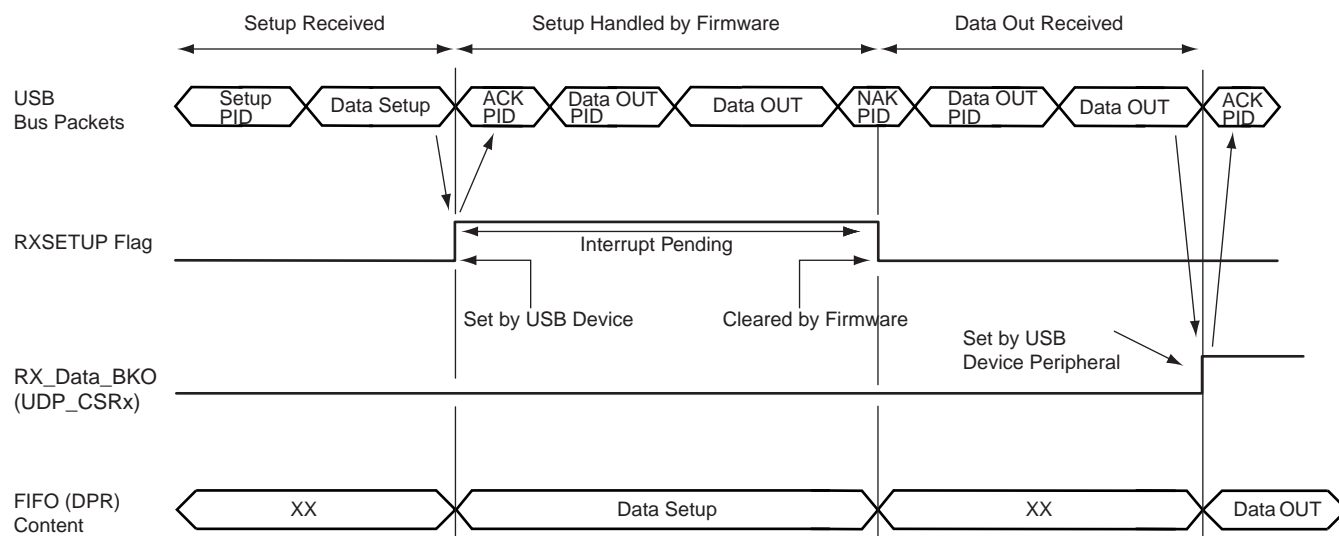 Setup Received
Setup Handled by Firmware
Data Out Received
USB
Bus Packets
Setup
PID
Data Setup
ACK
PID
Data OUT
PID
Data OUT
NAK
PID
Data OUT
PID
Data OUT
ACK
PID
RXSETUP Flag
Interrupt Pending
Set by USB Device
Cleared by Firmware
Set by USB
Device Peripheral
RX_Data_BKO
(UDP_CSRx)
FIFO (DPR)
Content
XX
Data Setup
XX
Data OUT